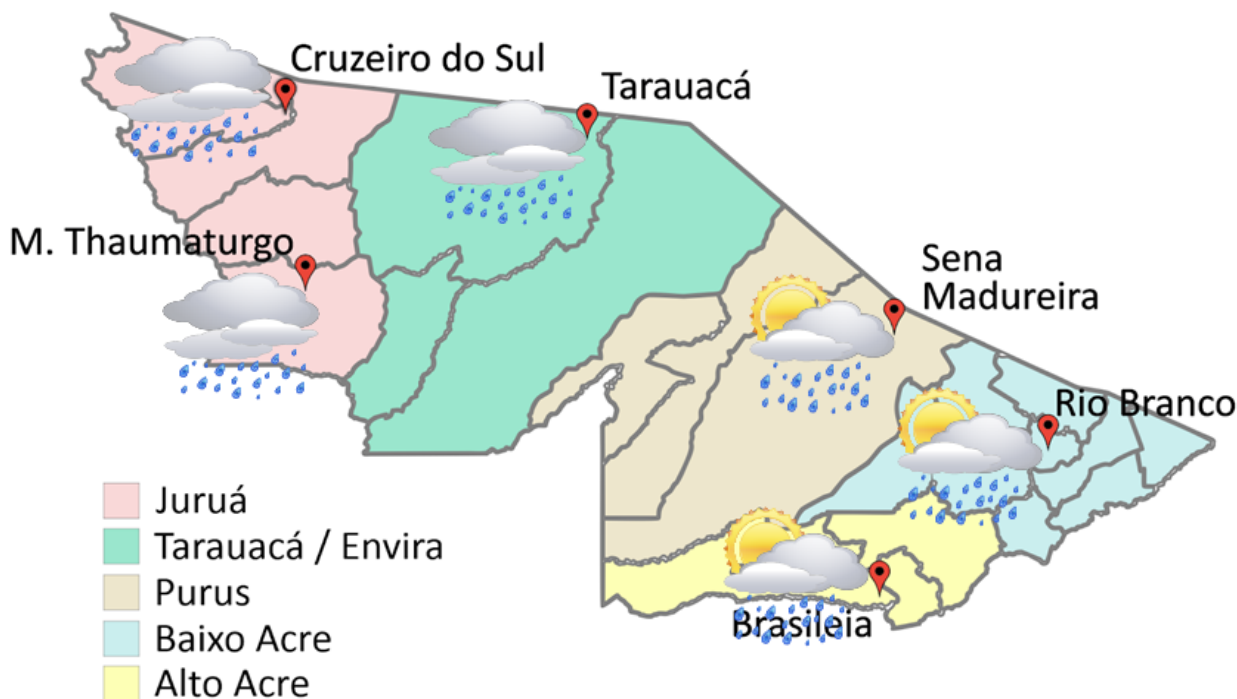 Cruzeiro do Sul
Tarauacá
M. Thaumaturgo
Sena
Madureira
Rio Branco
Brasileia
Juruá
Tarauacá / Envira
Purus
Baixo Acre
Alto Acre